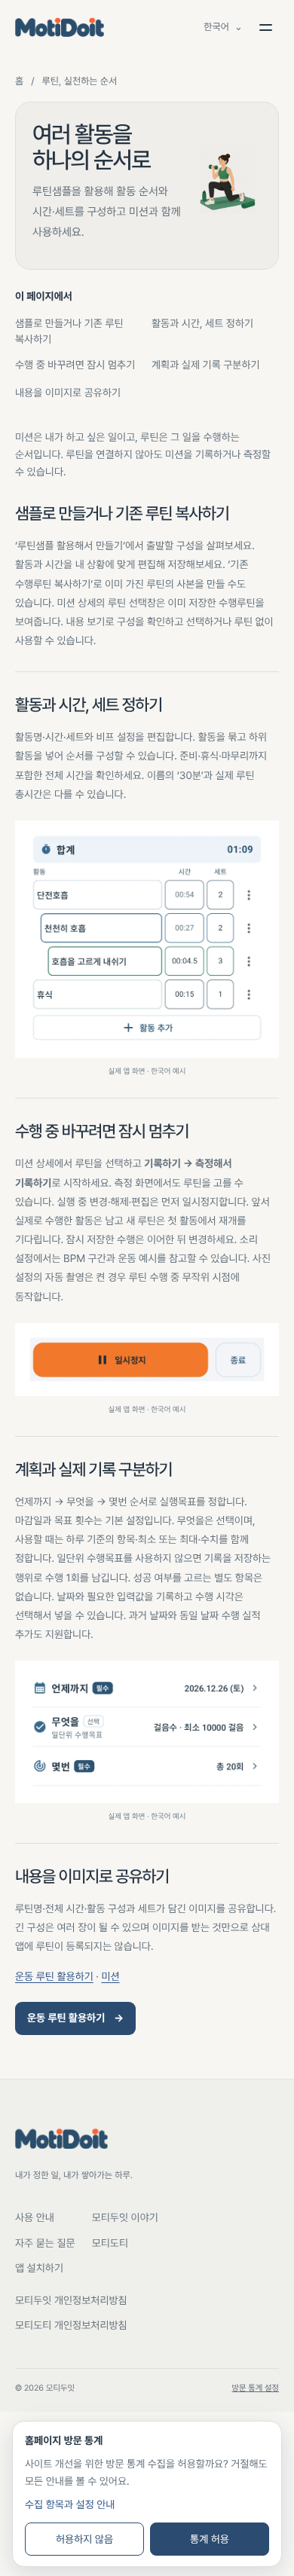 MotiDoit
한국어
홈 / 루틴, 실천하는 순서
여러 활동을
하나의 순서로
루틴샘플을 활용해 활동 순서와
시간·세트를 구성하고 미션과 함께
사용하세요.
이 페이지에서
샘플로 만들거나 기존 루틴
복사하기
활동과 시간, 세트 정하기
수행 중 바꾸려면 잠시 멈추기
계획과 실제 기록 구분하기
내용을 이미지로 공유하기
미션은 내가 하고 싶은 일이고, 루틴은 그 일을 수행하는
순서입니다. 루틴을 연결하지 않아도 미션을 기록하거나 측정할
수 있습니다.
샘플로 만들거나 기존 루틴 복사하기
‘루틴샘플 활용해서 만들기’에서 출발할 구성을 살펴보세요.
활동과 시간을 내 상황에 맞게 편집해 저장해보세요. ‘기존
수행루틴 복사하기’로 이미 가진 루틴의 사본을 만들 수도
있습니다. 미션 상세의 루틴 선택창은 이미 저장한 수행루틴을
보여줍니다. 내용 보기로 구성을 확인하고 선택하거나 루틴 없이
사용할 수 있습니다.
활동과 시간, 세트 정하기
활동명·시간·세트와 비프 설정을 편집합니다. 활동을 묶고 하위
활동을 넣어 순서를 구성할 수 있습니다. 준비·휴식·마무리까지
포함한 전체 시간을 확인하세요. 이름의 ‘30분’과 실제 루틴
총시간은 다를 수 있습니다.
합계 01:09
활동 시간 세트
단전호흡 00:54 2
천천히 호흡 00:27 2
호흡을 고르게 내쉬기 00:04.5 3
휴식 00:15 1
+ 활동 추가
실제 앱 화면 · 한국어 예시
수행 중 바꾸려면 잠시 멈추기
미션 상세에서 루틴을 선택하고 기록하기 → 측정해서
기록하기로 시작하세요. 측정 화면에서도 루틴을 고를 수
있습니다. 실행 중 변경·해제·편집은 먼저 일시정지합니다. 앞서
실제로 수행한 활동은 남고 새 루틴은 첫 활동에서 재개를
기다립니다. 잠시 저장한 수행은 이어한 뒤 변경하세요. 소리
설정에서는 BPM 구간과 운동 예시를 참고할 수 있습니다. 사진
설정의 자동 촬영은 켠 경우 루틴 수행 중 무작위 시점에
동작합니다.
일시정지
종료
실제 앱 화면 · 한국어 예시
계획과 실제 기록 구분하기
언제까지 → 무엇을 → 몇번 순서로 실행목표를 정합니다.
마감일과 목표 횟수는 기본 설정입니다. 무엇을은 선택이며,
사용할 때는 하루 기준의 항목·최소 또는 최대·수치를 함께
정합니다. 일단위 수행목표를 사용하지 않으면 기록을 저장하는
행위로 수행 1회를 남깁니다. 성공 여부를 고르는 별도 항목은
없습니다. 날짜와 필요한 입력값을 기록하고 수행 시각은
선택해서 넣을 수 있습니다. 과거 날짜와 동일 날짜 수행 실적
추가도 지원합니다.
언제까지 필수 2026.12.26 (토)
무엇을 선택
일단위 수행목표
걸음수 · 최소 10000 걸음
몇번 필수 총 20회
실제 앱 화면 · 한국어 예시
내용을 이미지로 공유하기
루틴명·전체 시간·활동 구성과 세트가 담긴 이미지를 공유합니다.
긴 구성은 여러 장이 될 수 있으며 이미지를 받는 것만으로 상대
앱에 루틴이 등록되지는 않습니다.
운동 루틴 활용하기 · 미션
운동 루틴 활용하기 →
MotiDoit
내가 정한 일, 내가 쌓아가는 하루.
사용 안내
모티두잇 이야기
자주 묻는 질문
모티도티
앱 설치하기
모티두잇 개인정보처리방침
모티도티 개인정보처리방침
© 2026 모티두잇
방문 통계 설정
홈페이지 방문 통계
사이트 개선을 위한 방문 통계 수집을 허용할까요? 거절해도
모든 안내를 볼 수 있어요.
수집 항목과 설정 안내
허용하지 않음
통계 허용